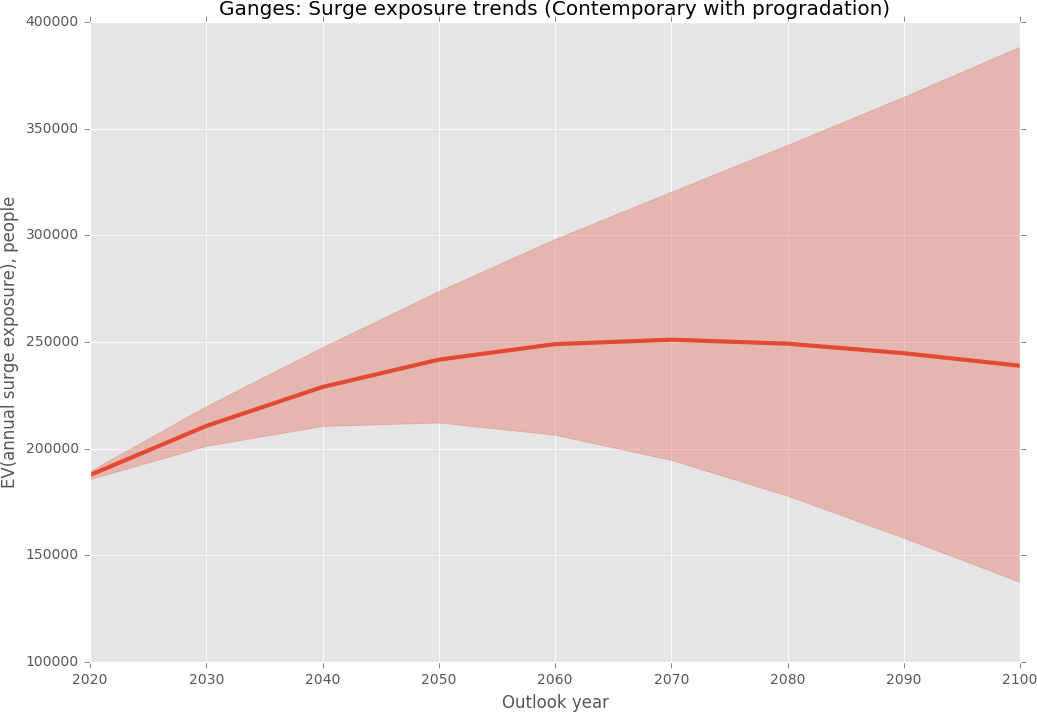 Ganges: Surge exposure trends (Contemporary with progradation)
EV(annual surge exposure), people
400000
350000
300000
250000
200000
150000
100000
2020 2030 2040 2050 2060 2070 2080 2090 2100
Outlook year